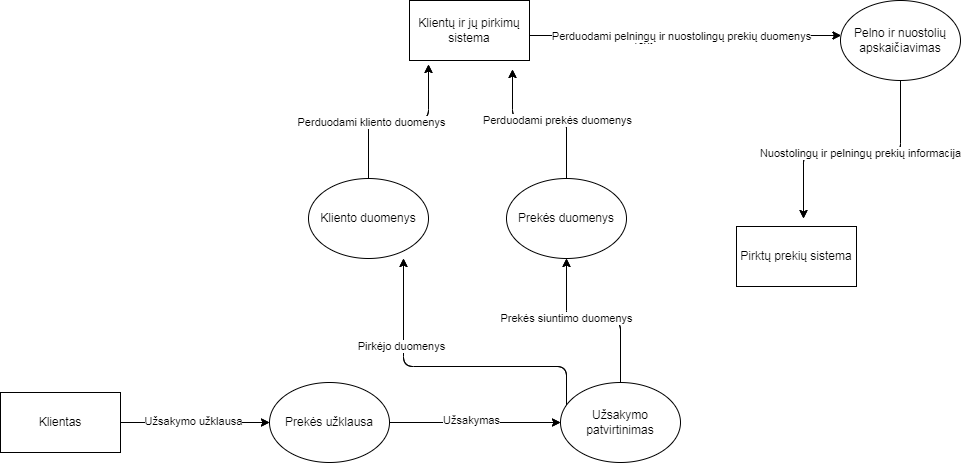 Klientų ir jų pirkimų
sistema
Perduodami pelningų ir nuostolingų prekių duomenys
Pelno ir nuostolių
apskaičiavimas
Perduodami kliento duomenys
Perduodami prekės duomenys
Nuostolingų ir pelningų prekių informacija
Kliento duomenys
Prekės duomenys
Pirktų prekių sistema
Prekės siuntimo duomenys
Pirkėjo duomenys
Klientas
Užsakymo užklausa
Prekės užklausa
Užsakymas
Užsakymo
patvirtinimas